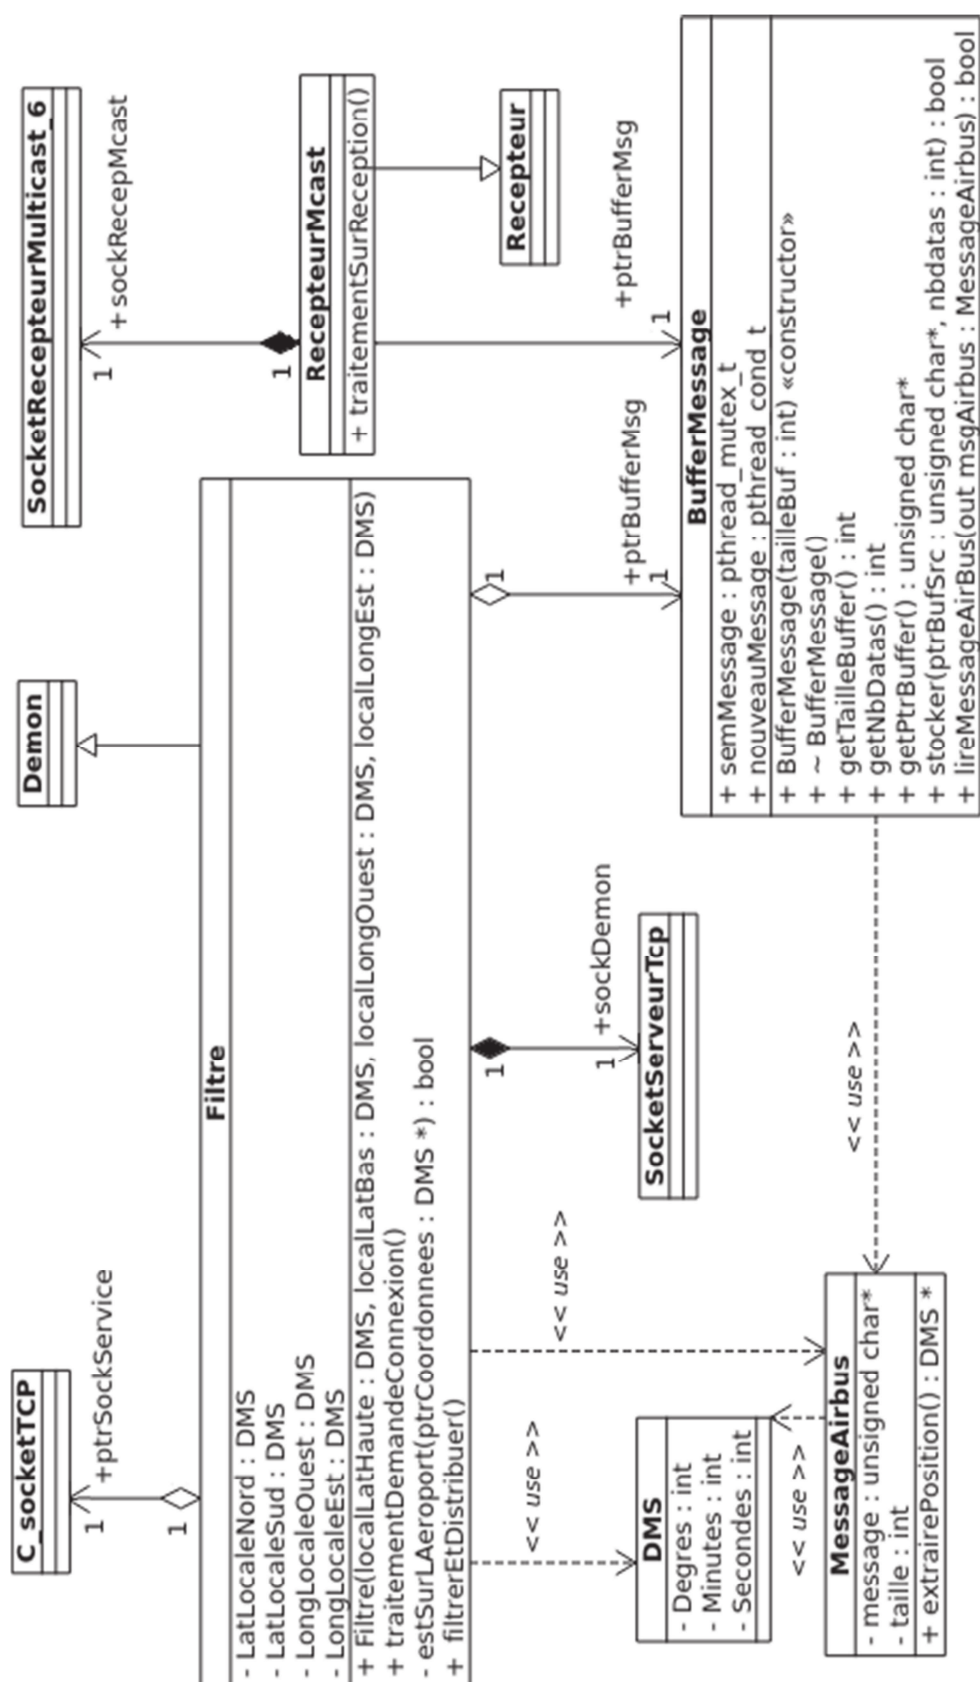 C_socketTCP
1
+ptrSockService
1
Demon
SocketRecepteurMulticast_6
1
+sockRecepMcast
1
Filtre
- LatLocaleNord : DMS
- LatLocaleSud : DMS
- LongLocaleOuest : DMS
- LongLocaleEst : DMS
+ Filtre(localLatHaute : DMS, localLatBas : DMS, localLongOuest : DMS, localLongEst : DMS)
+ traitementDemandeConnexion()
- estSurLAeroport(ptrCoordonnees : DMS *) : bool
+ filtrerEtDistribuer()
RecepteurMcast
+ traitementSurReception()
Recepteur
<< use >>
<< use >>
1
1
+sockDemon
SocketServeurTcp
1
1
+ptrBufferMsg
1
+ptrBufferMsg
DMS
- Degres : int
- Minutes : int
- Secondes : int
<< use >>
MessageAirbus
- message : unsigned char*
- taille : int
+ extrairePosition() : DMS *
<< use >>
BufferMessage
+ semMessage : pthread_mutex_t
+ nouveauMessage : pthread cond t
+ BufferMessage(tailleBuf : int) «constructor»
+ ~ BufferMessage()
+ getTailleBuffer() : int
+ getNbDatas() : int
+ getPtrBuffer() : unsigned char*
+ stocker(ptrBufSrc : unsigned char*, nbdatas : int) : bool
+ lireMessageAirBus(out msgAirbus : MessageAirbus) : bool